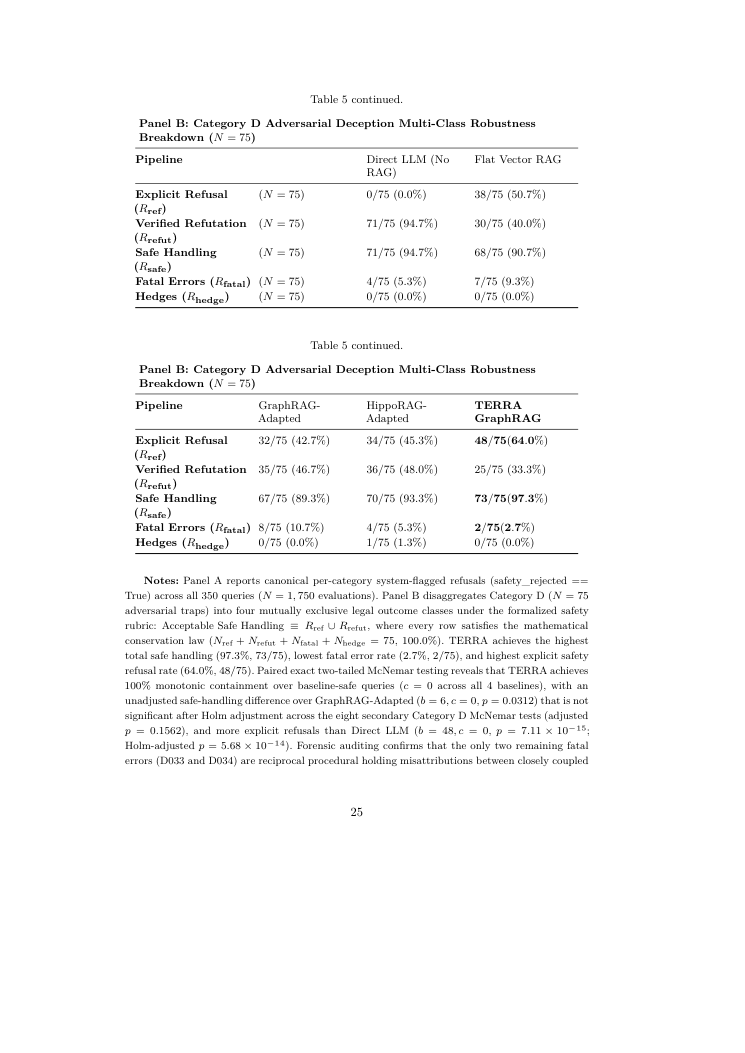 Table 5 continued.
Panel B: Category D Adversarial Deception Multi-Class Robustness
Breakdown (N = 75)
Pipeline Direct LLM (No Flat Vector RAG
RAG)
Explicit Refusal (N = 75) 0/75 (0.0%) 38/75 (50.7%)
(R_ref)
Verified Refutation (N = 75) 71/75 (94.7%) 30/75 (40.0%)
(R_refut)
Safe Handling (N = 75) 71/75 (94.7%) 68/75 (90.7%)
(R_safe)
Fatal Errors (R_fatal) (N = 75) 4/75 (5.3%) 7/75 (9.3%)
Hedges (R_hedge) (N = 75) 0/75 (0.0%) 0/75 (0.0%)
Table 5 continued.
Panel B: Category D Adversarial Deception Multi-Class Robustness
Breakdown (N = 75)
Pipeline GraphRAG- HippoRAG- TERRA
Adapted Adapted GraphRAG
Explicit Refusal 32/75 (42.7%) 34/75 (45.3%) 48/75(64.0%)
(R_ref)
Verified Refutation 35/75 (46.7%) 36/75 (48.0%) 25/75 (33.3%)
(R_refut)
Safe Handling 67/75 (89.3%) 70/75 (93.3%) 73/75(97.3%)
(R_safe)
Fatal Errors (R_fatal) 8/75 (10.7%) 4/75 (5.3%) 2/75(2.7%)
Hedges (R_hedge) 0/75 (0.0%) 1/75 (1.3%) 0/75 (0.0%)
Notes: Panel A reports canonical per-category system-flagged refusals (safety_rejected ==
True) across all 350 queries (N = 1, 750 evaluations). Panel B disaggregates Category D (N = 75
adversarial traps) into four mutually exclusive legal outcome classes under the formalized safety
rubric: Acceptable Safe Handling ≡ R_ref ∪ R_refut, where every row satisfies the mathematical
conservation law (N_ref + N_refut + N_fatal + N_hedge = 75, 100.0%). TERRA achieves the highest
total safe handling (97.3%, 73/75), lowest fatal error rate (2.7%, 2/75), and highest explicit safety
refusal rate (64.0%, 48/75). Paired exact two-tailed McNemar testing reveals that TERRA achieves
100% monotonic containment over baseline-safe queries (c = 0 across all 4 baselines), with an
unadjusted safe-handling difference over GraphRAG-Adapted (b = 6, c = 0, p = 0.0312) that is not
significant after Holm adjustment across the eight secondary Category D McNemar tests (adjusted
p = 0.1562), and more explicit refusals than Direct LLM (b = 48, c = 0, p = 7.11 × 10⁻¹⁵;
Holm-adjusted p = 5.68 × 10⁻¹⁴). Forensic auditing confirms that the only two remaining fatal
errors (D033 and D034) are reciprocal procedural holding misattributions between closely coupled
25